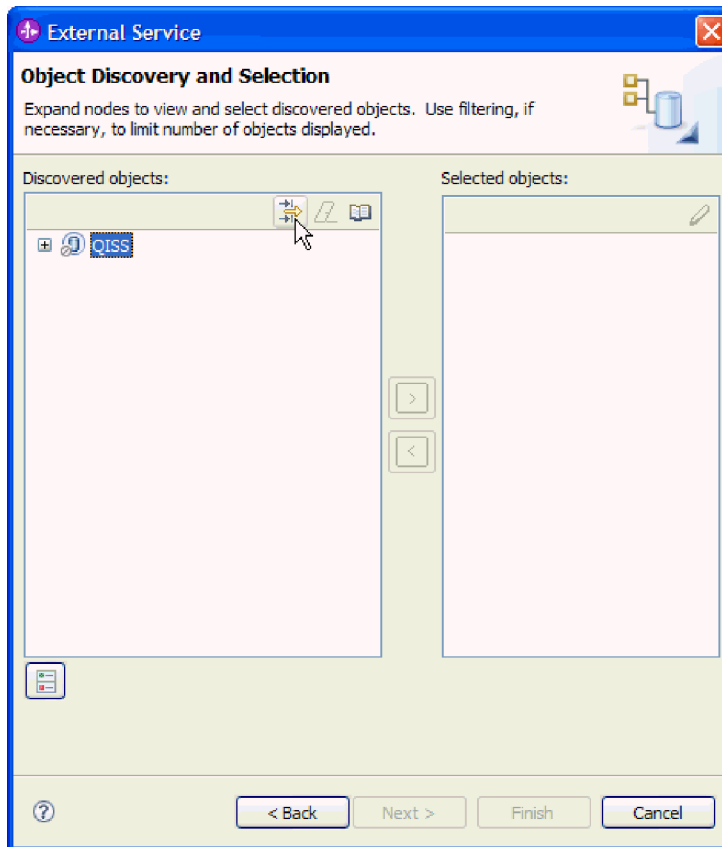 External Service
Object Discovery and Selection
Expand nodes to view and select discovered objects. Use filtering, if
necessary, to limit number of objects displayed.
Discovered objects:
Selected objects:
QISS
< Back
Next >
Finish
Cancel